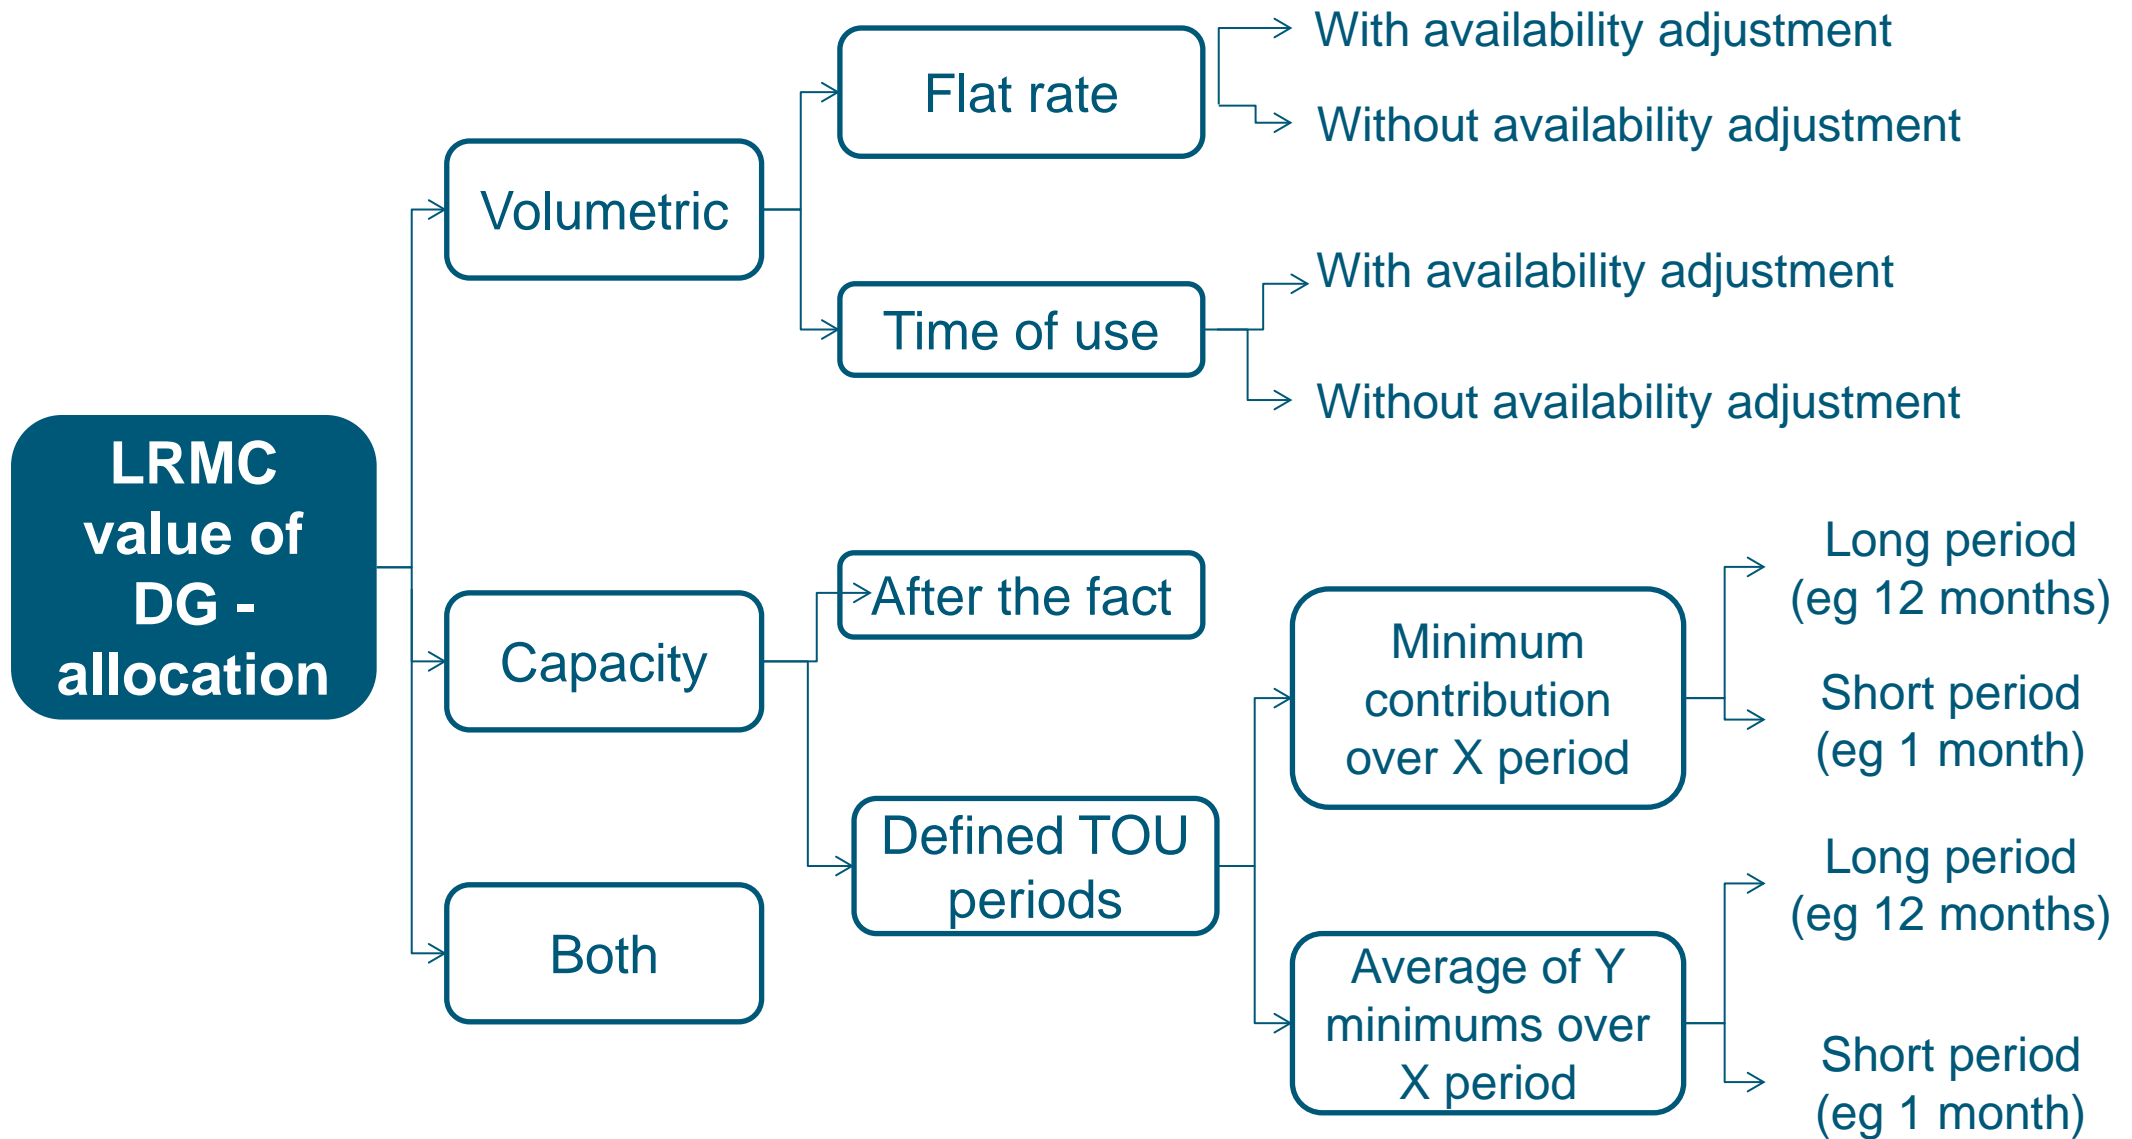 LRMC
value of
DG -
allocation
Volumetric
Flat rate
With availability adjustment
Without availability adjustment
Time of use
With availability adjustment
Without availability adjustment
Capacity
After the fact
Defined TOU
periods
Minimum
contribution
over X period
Long period
(eg 12 months)
Short period
(eg 1 month)
Average of Y
minimums over
X period
Long period
(eg 12 months)
Short period
(eg 1 month)
Both